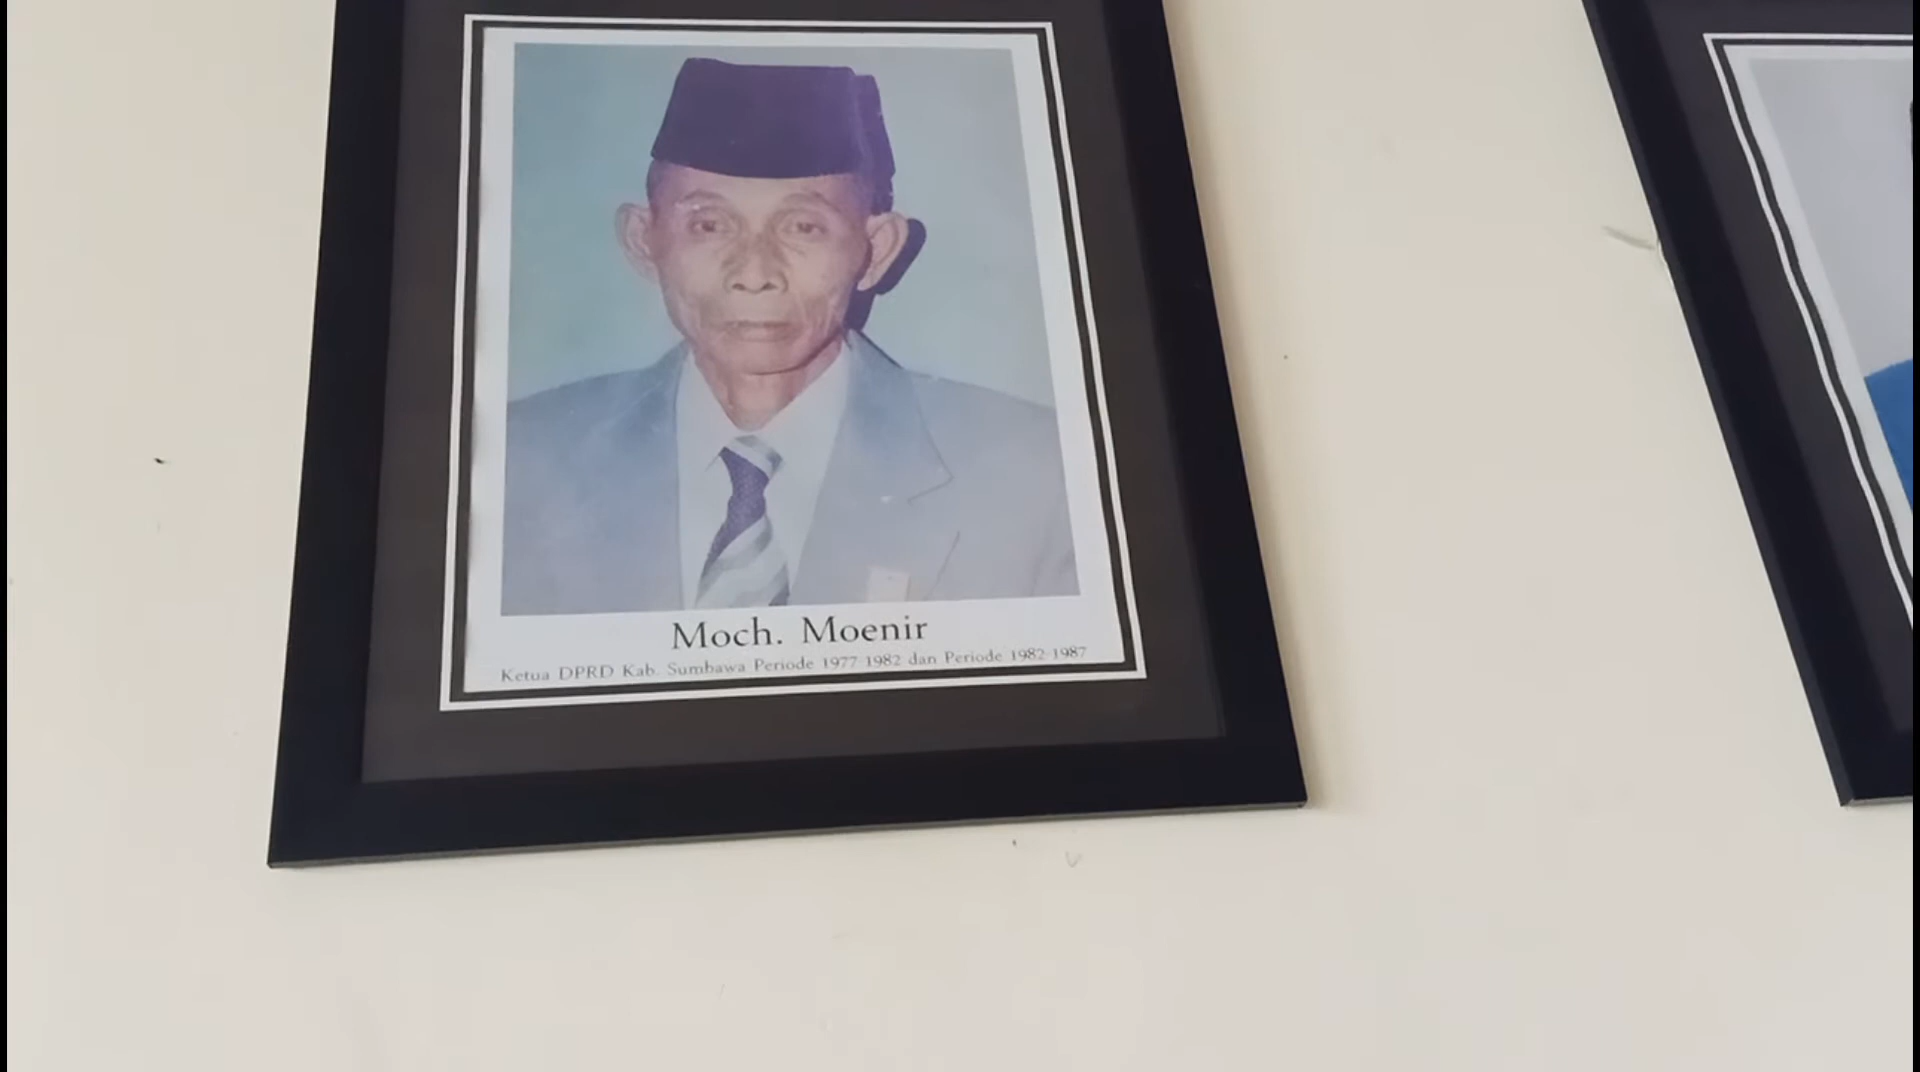 Moch. Moenir
Ketua DPRD Kab. Sumbawa Periode 1977-1982 dan Periode 1982-1987